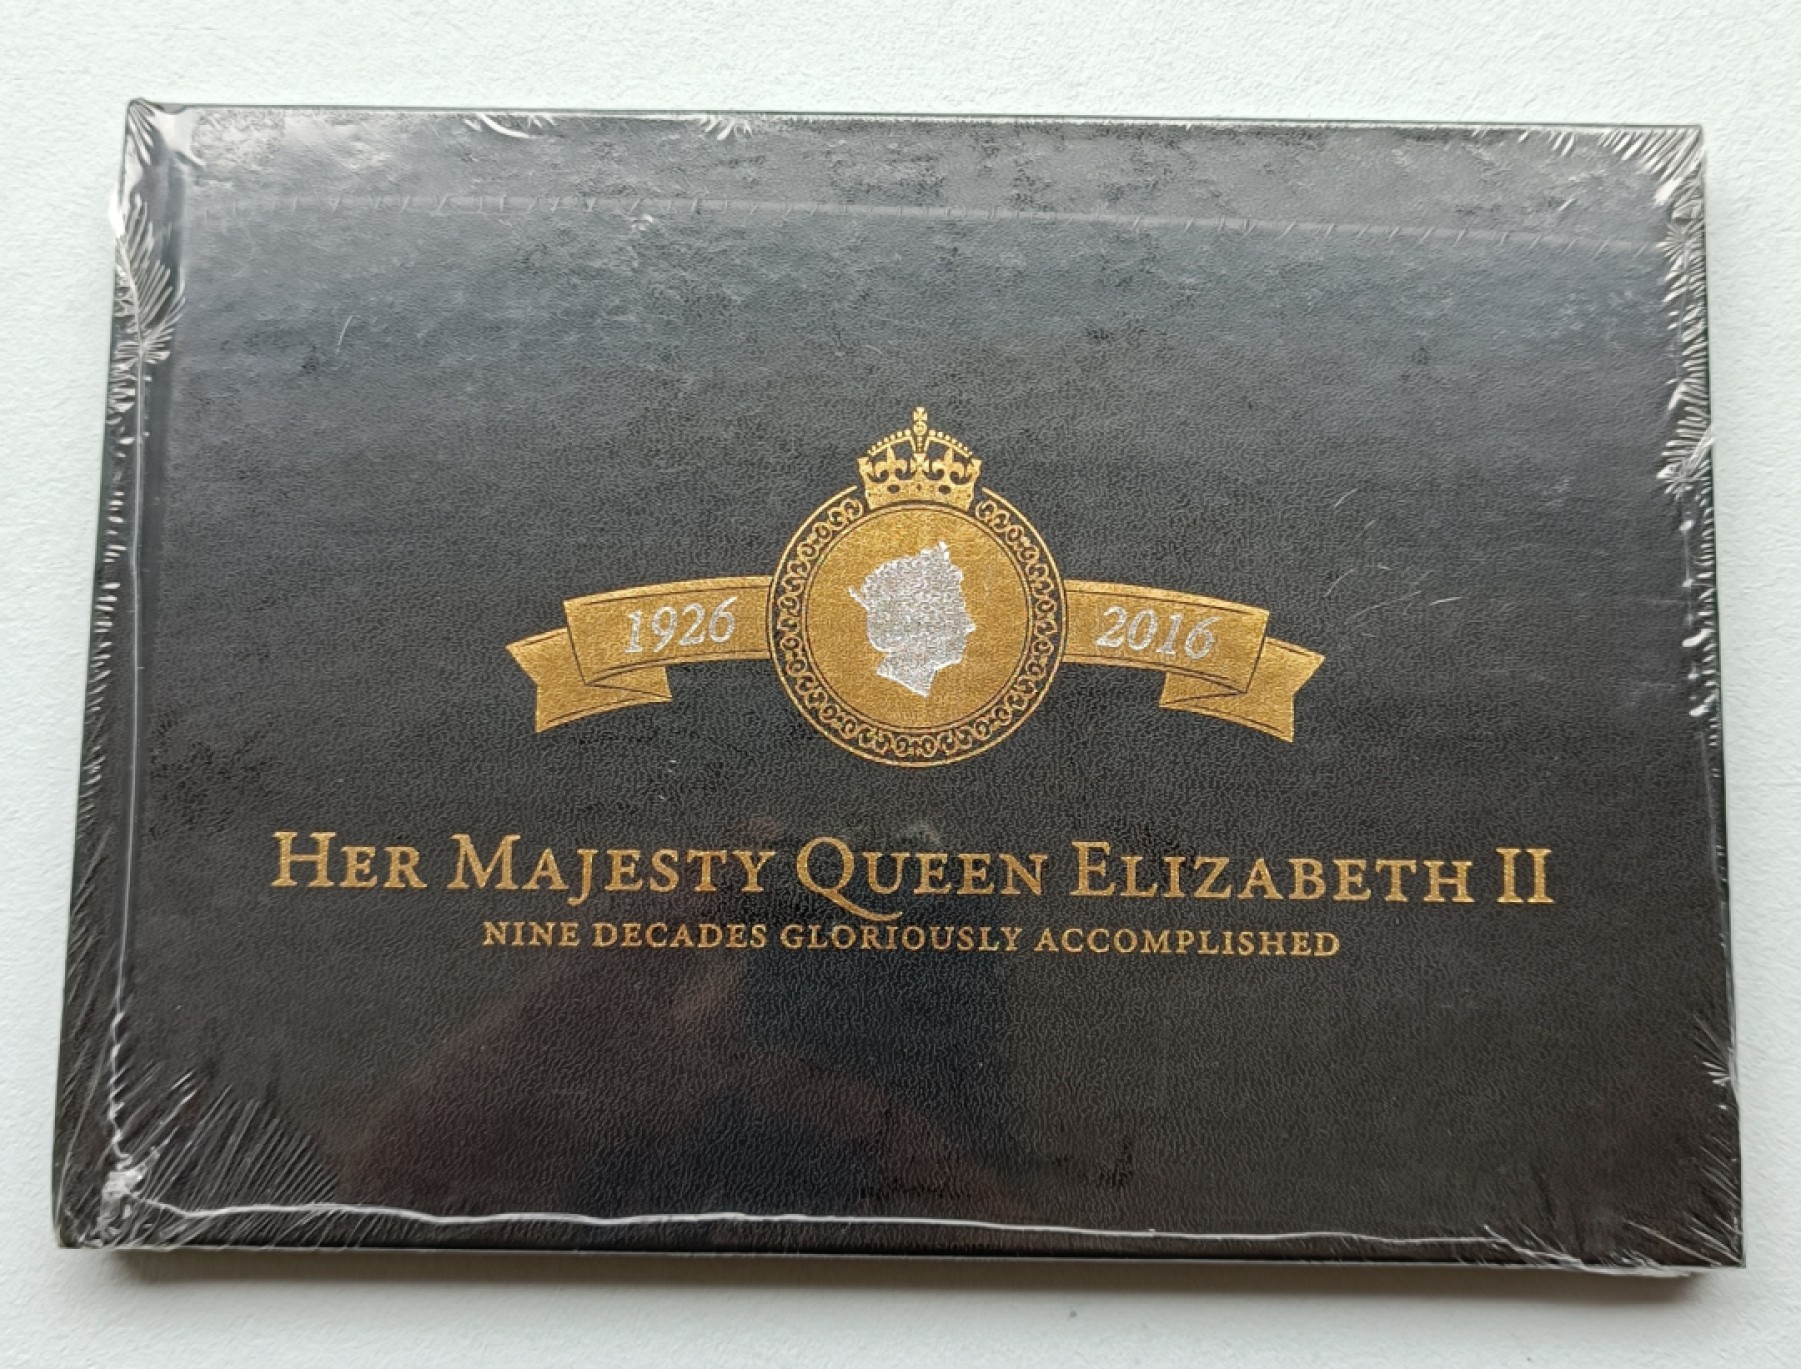 1926 2016
HER MAJESTY QUEEN ELIZABETH II
NINE DECADES GLORIOUSLY ACCOMPLISHED